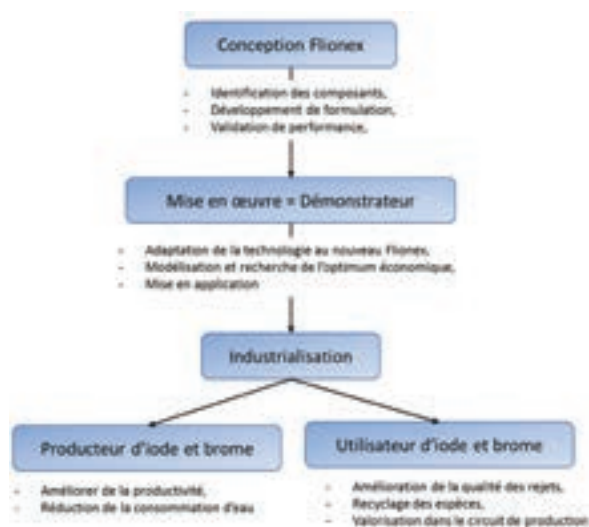 Conception Flionex
- Identification des composants,
- Développement de formulation,
- Validation de performance,
Mise en œuvre = Démonstrateur
- Adaptation de la technologie au nouveau Flionex,
- Modélisation et recherche de l'optimum économique,
- Mise en application
Industrialisation
Producteur d'iode et brome
- Améliorer de la productivité,
- Réduction de la consommation d'eau
Utilisateur d'iode et brome
- Amélioration de la qualité des rejets,
- Recyclage des espèces,
- Valorisation dans le circuit de production